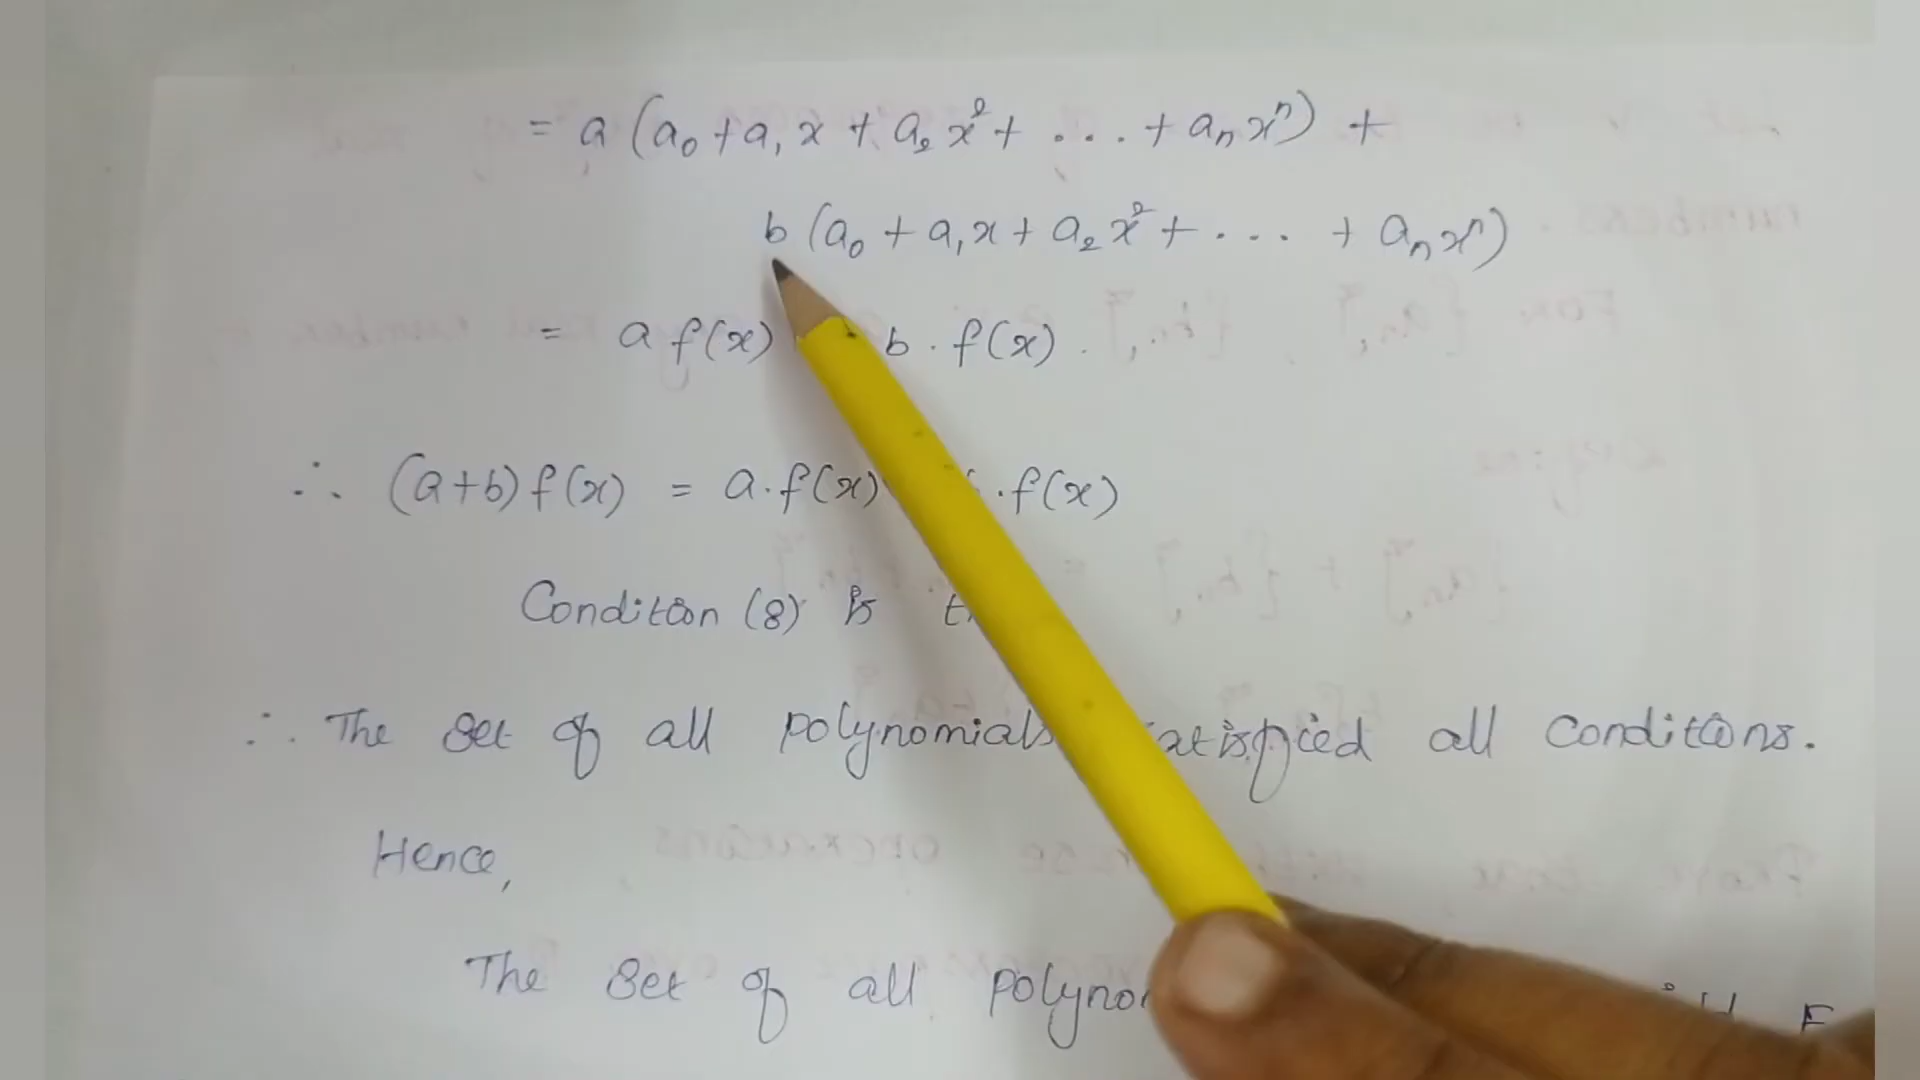 = a (a₀ + a₁x + a₂x² + ... + aₙxⁿ) +
b (a₀ + a₁x + a₂x² + ... + aₙxⁿ)
= a f(x) b . f(x) .
∴ (a+b) f(x) = a.f(x) .f(x)
Condition (8) is
∴ The set of all polynomials satisfied all conditions.
Hence,
The set of all F